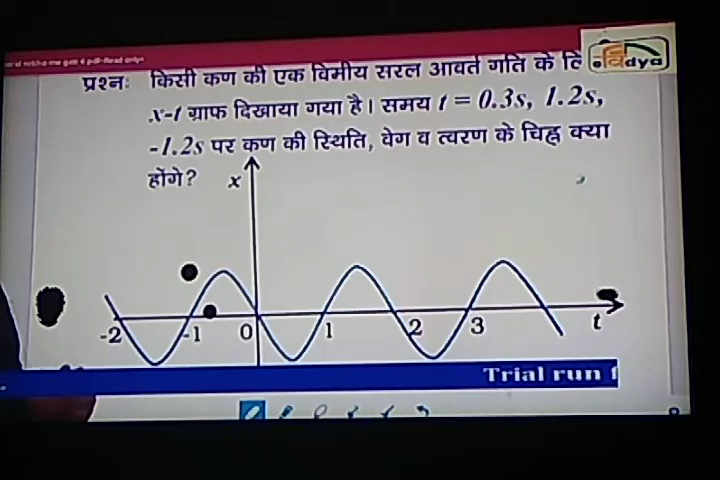 प्रश्नः किसी कण की एक विमीय सरल आवर्त गति के लि
x-t ग्राफ दिखाया गया है। समय t = 0.3s, 1.2s,
-1.2s पर कण की स्थिति, वेग व त्वरण के चिह्न क्या
होंगे?
x
-2 -1 0 1 2 3 t
Trial run